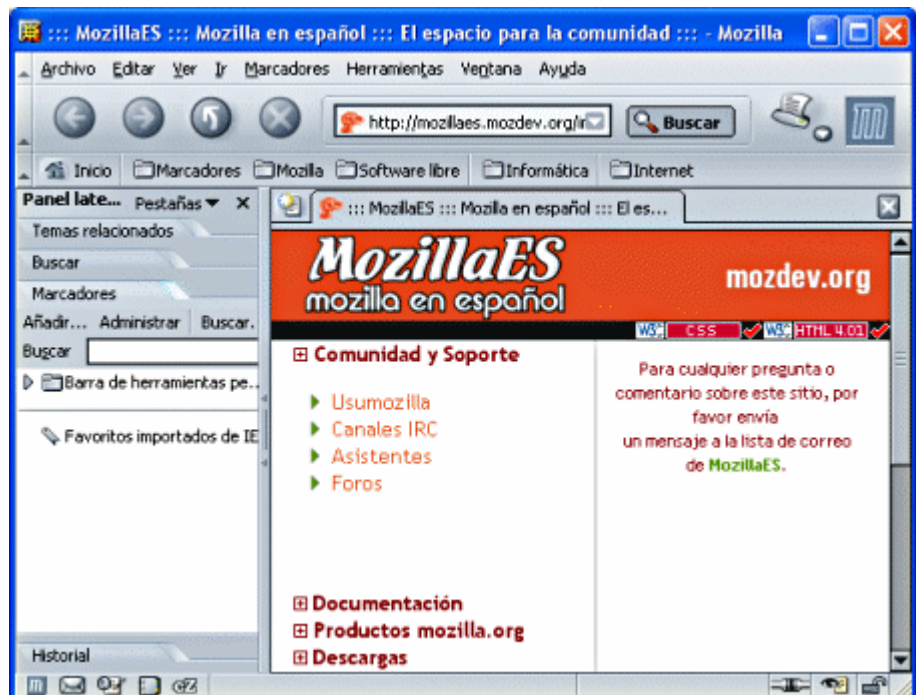 ::: MozillaES ::: Mozilla en español ::: El espacio para la comunidad ::: - Mozilla
Archivo Editar Ver Ir Marcadores Herramientas Ventana Ayuda
http://mozillaes.mozdev.org/ir Buscar
Inicio Marcadores Mozilla Software libre Informática Internet
Panel late... Pestañas
::: MozillaES ::: Mozilla en español ::: El es...
Temas relacionados
Buscar
Marcadores
Añadir... Administrar Buscar.
Buscar
Barra de herramientas pe..
Favoritos importados de IE
Historial
MozillaES
mozilla en español
mozdev.org
W3C CSS W3C HTML 4.01
Comunidad y Soporte
Usumozilla
Canales IRC
Asistentes
Foros
Documentación
Productos mozilla.org
Descargas
Para cualquier pregunta o
comentario sobre este sitio, por
favor envía
un mensaje a la lista de correo
de MozillaES.